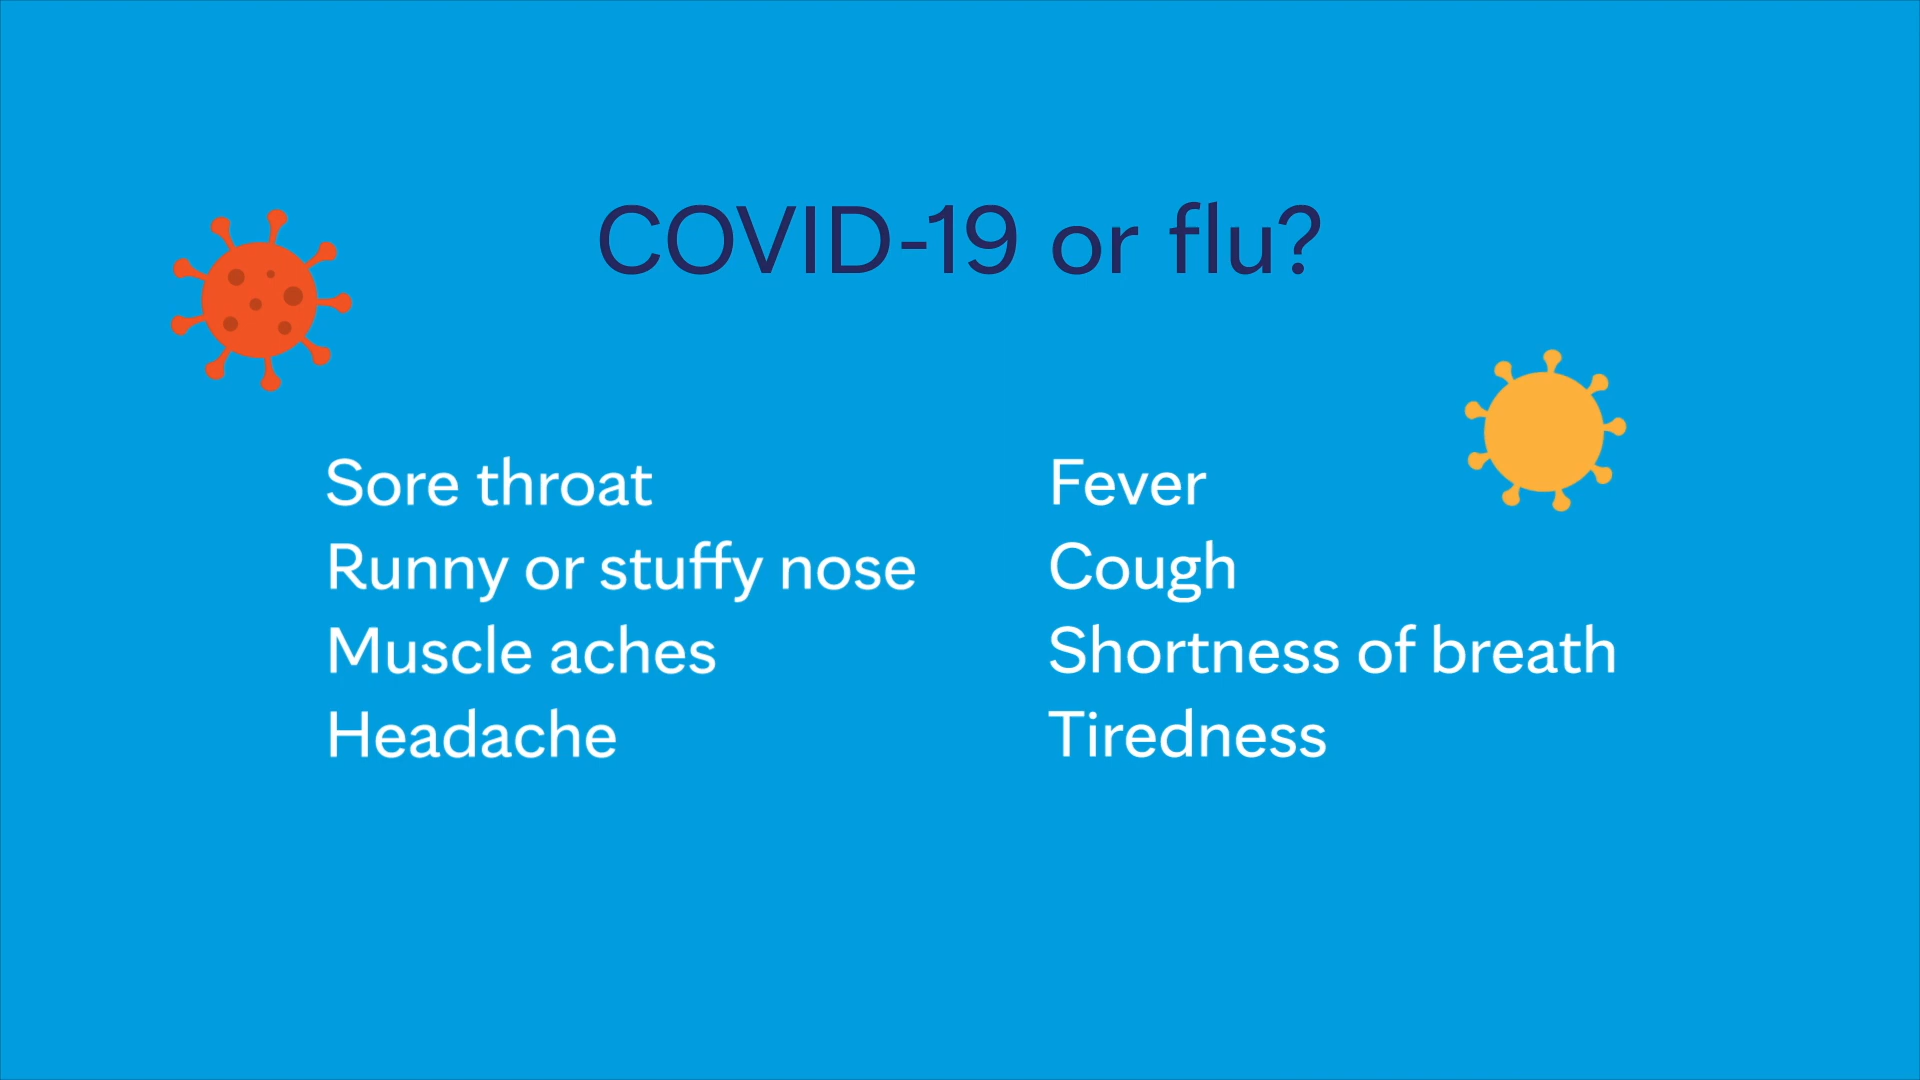 COVID-19 or flu?
Sore throat
Runny or stuffy nose
Muscle aches
Headache
Fever
Cough
Shortness of breath
Tiredness